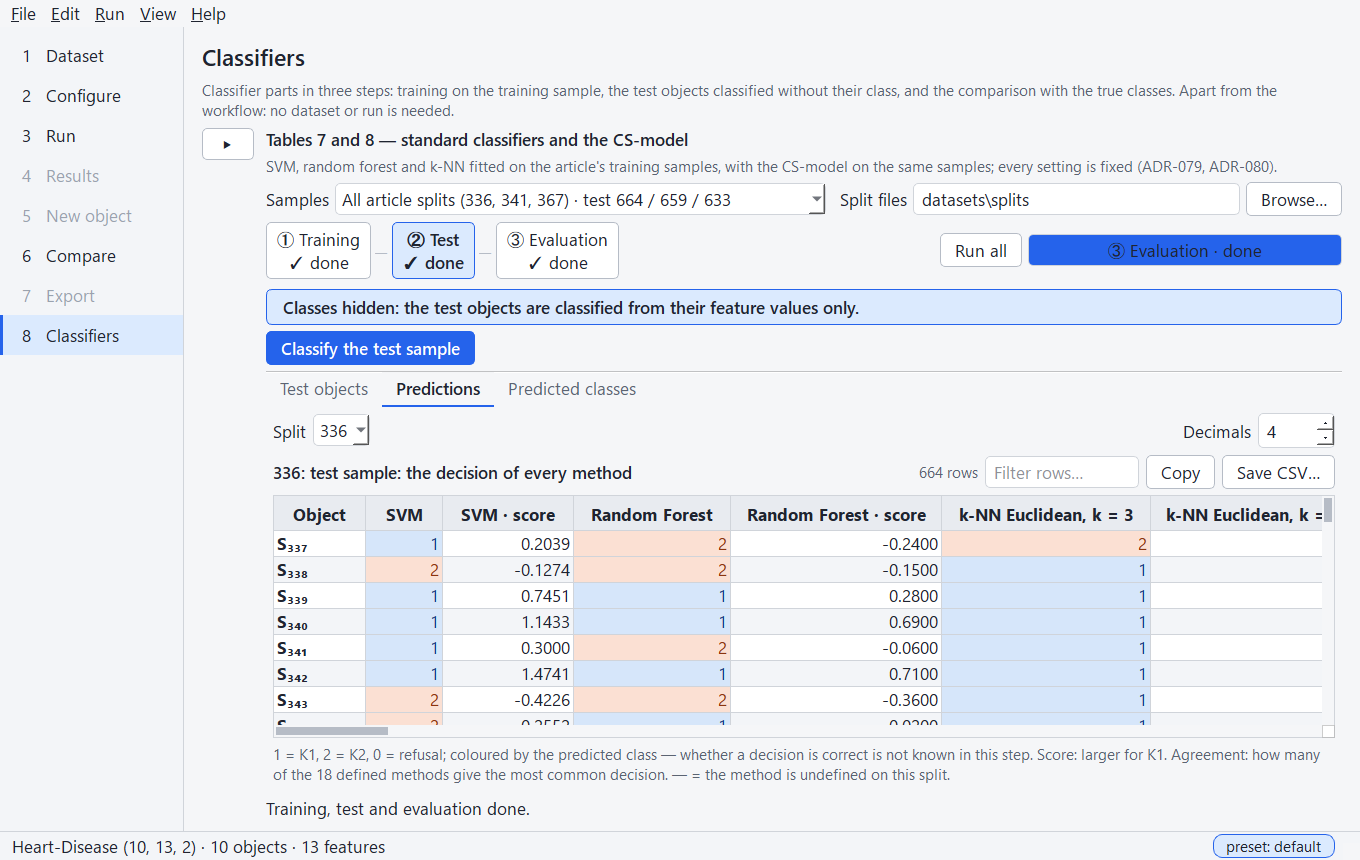 File Edit Run View Help
1 Dataset
2 Configure
3 Run
4 Results
5 New object
6 Compare
7 Export
8 Classifiers
Classifiers
Classifier parts in three steps: training on the training sample, the test objects classified without their class, and the comparison with the true classes. Apart from the
workflow: no dataset or run is needed.
Tables 7 and 8 — standard classifiers and the CS-model
SVM, random forest and k-NN fitted on the article's training samples, with the CS-model on the same samples; every setting is fixed (ADR-079, ADR-080).
Samples All article splits (336, 341, 367) · test 664 / 659 / 633 Split files datasets\splits Browse...
① Training ② Test ③ Evaluation
✓ done ✓ done ✓ done
Run all ③ Evaluation · done
Classes hidden: the test objects are classified from their feature values only.
Classify the test sample
Test objects Predictions Predicted classes
Split 336 Decimals 4
336: test sample: the decision of every method 664 rows Filter rows... Copy Save CSV...
Object SVM SVM · score Random Forest Random Forest · score k-NN Euclidean, k = 3 k-NN Euclidean, k =
S₃₃₇ 1 0.2039 2 -0.2400 2
S₃₃₈ 2 -0.1274 2 -0.1500 1
S₃₃₉ 1 0.7451 1 0.2800 1
S₃₄₀ 1 1.1433 1 0.6900 1
S₃₄₁ 1 0.3000 2 -0.0600 1
S₃₄₂ 1 1.4741 1 0.7100 1
S₃₄₃ 2 -0.4226 2 -0.3600 1
1 = K1, 2 = K2, 0 = refusal; coloured by the predicted class — whether a decision is correct is not known in this step. Score: larger for K1. Agreement: how many
of the 18 defined methods give the most common decision. — = the method is undefined on this split.
Training, test and evaluation done.
Heart-Disease (10, 13, 2) · 10 objects · 13 features preset: default